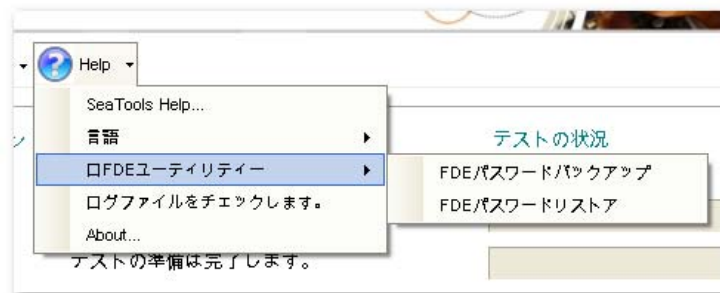 Help
SeaTools Help...
言語
テストの状況
口FDEユーティリティー
FDEパスワードバックアップ
ログファイルをチェックします。
FDEパスワードリストア
About...
テストの準備は完了します。